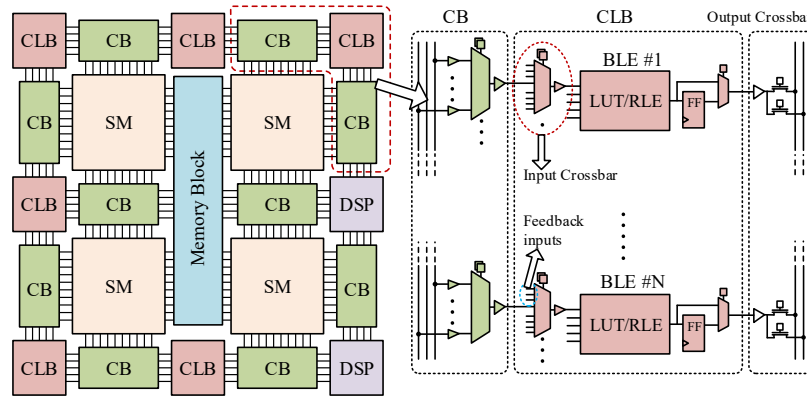 CLB CB CLB CB CLB
CB SM Memory Block SM CB
CLB CB CB DSP
CB SM SM CB
CLB CB CLB CB DSP
CB CLB Output Crossba
BLE #1
LUT/RLE FF
Input Crossbar
Feedback
inputs
BLE #N
LUT/RLE FF